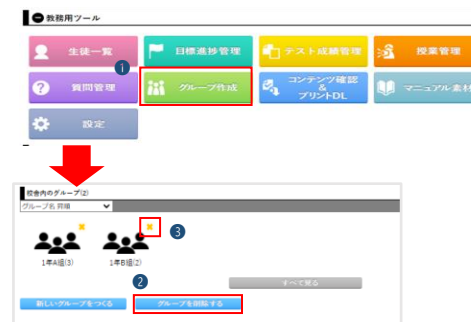 教務用ツール
生徒一覧
目標進捗管理
テスト成績管理
授業管理
①
質問管理
グループ作成
コンテンツ確認
&
プリントDL
マニュアル素材
設定
校舎内のグループ(2)
グループ名 昇順
③
1年A組(3)
1年B組(2)
②
すべて見る
新しいグループをつくる
グループを削除する